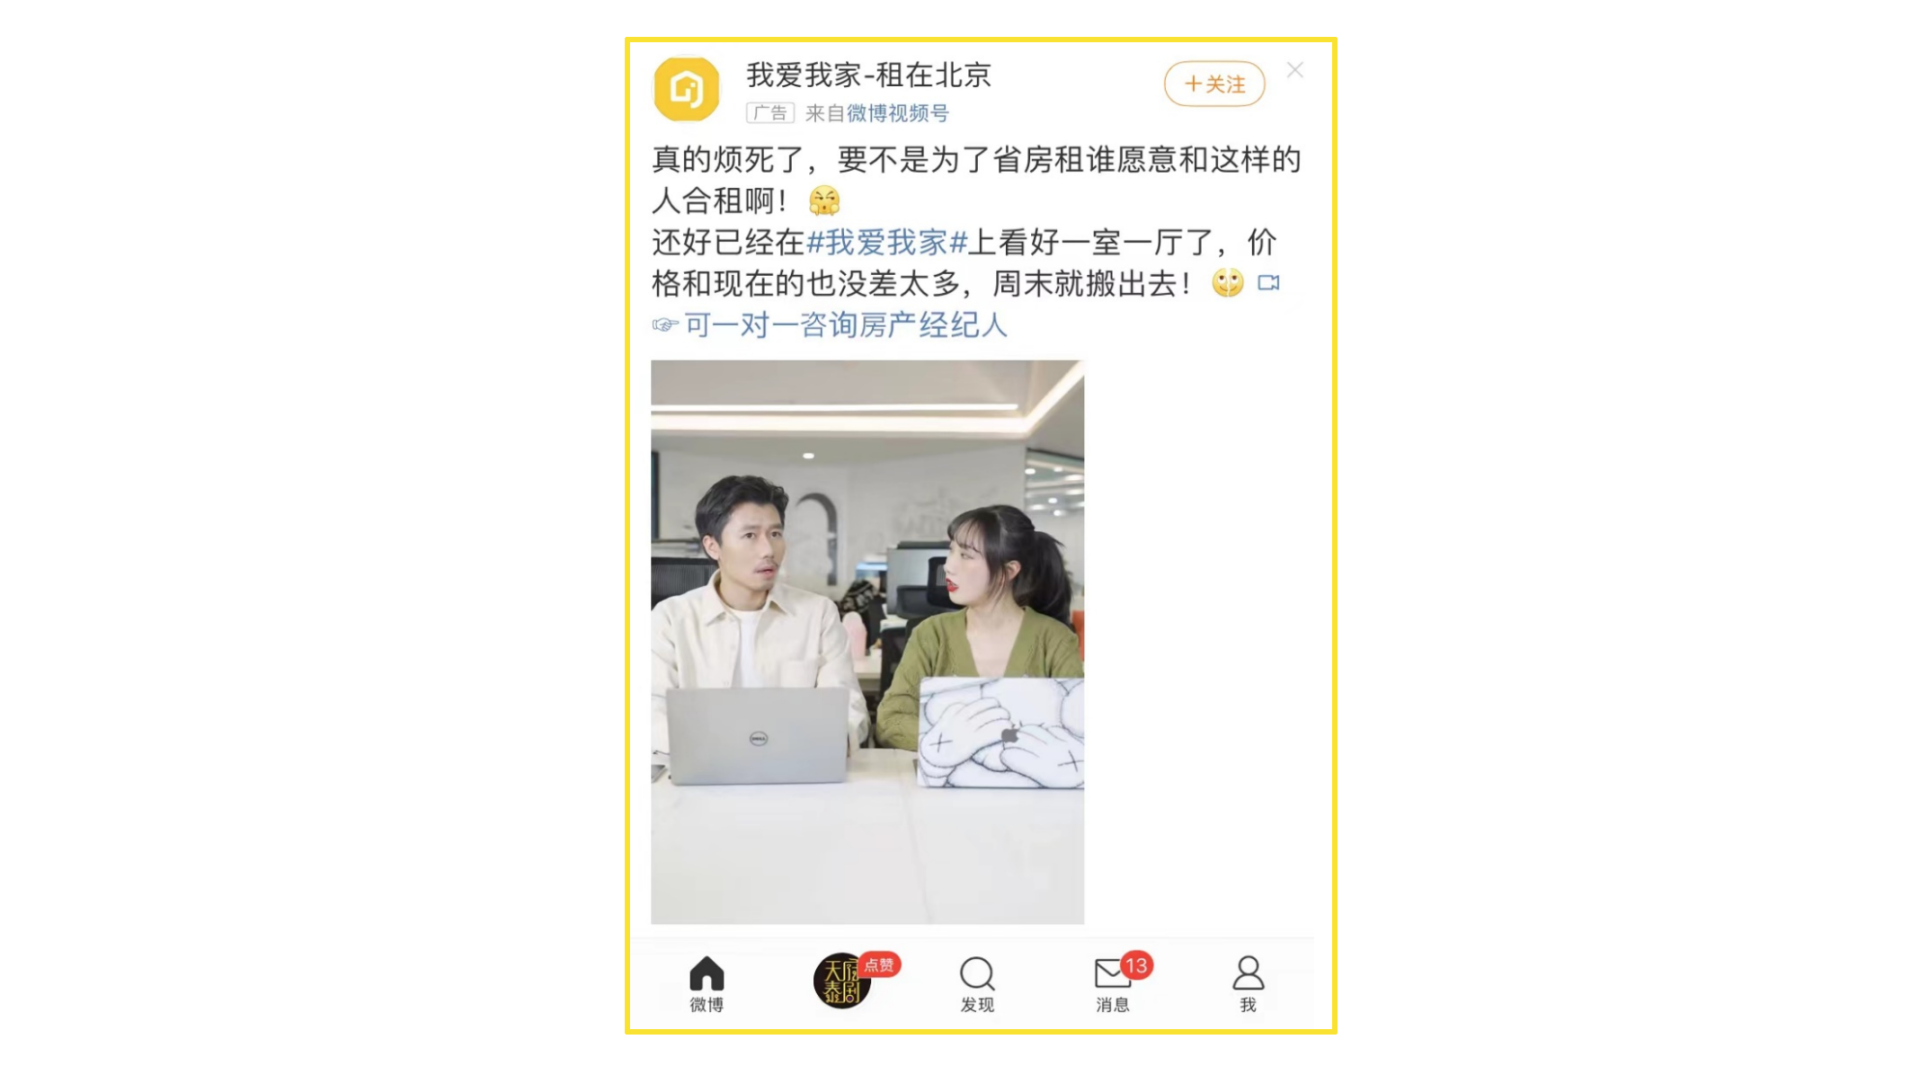 我爱我家-租在北京
+关注
广告 来自微博视频号
真的烦死了，要不是为了省房租谁愿意和这样的
人合租啊！
还好已经在#我爱我家#上看好一室一厅了，价
格和现在的也没差太多，周末就搬出去！
可一对一咨询房产经纪人
DELL
天府
泰剧
点赞
13
微博
发现
消息
我